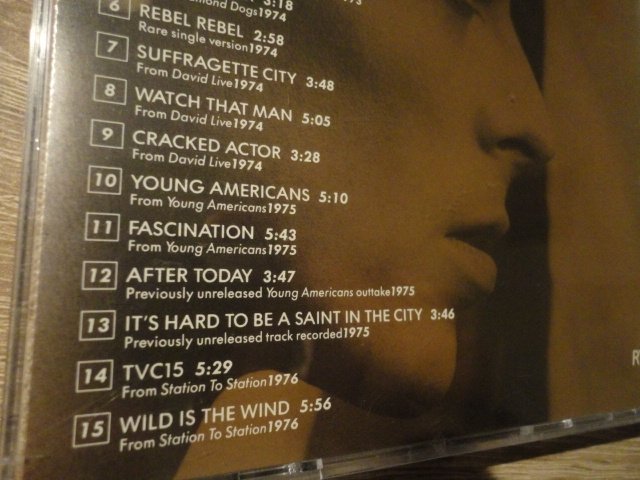 3:18
Diamond Dogs1974
6 REBEL REBEL 2:58
Rare single version1974
7 SUFFRAGETTE CITY 3:48
From David Live1974
8 WATCH THAT MAN 5:05
From David Live1974
9 CRACKED ACTOR 3:28
From David Live1974
10 YOUNG AMERICANS 5:10
From Young Americans1975
11 FASCINATION 5:43
From Young Americans1975
12 AFTER TODAY 3:47
Previously unreleased Young Americans outtake1975
13 IT'S HARD TO BE A SAINT IN THE CITY 3:46
Previously unreleased track recorded1975
14 TVC15 5:29
From Station To Station1976
15 WILD IS THE WIND 5:56
From Station To Station1976